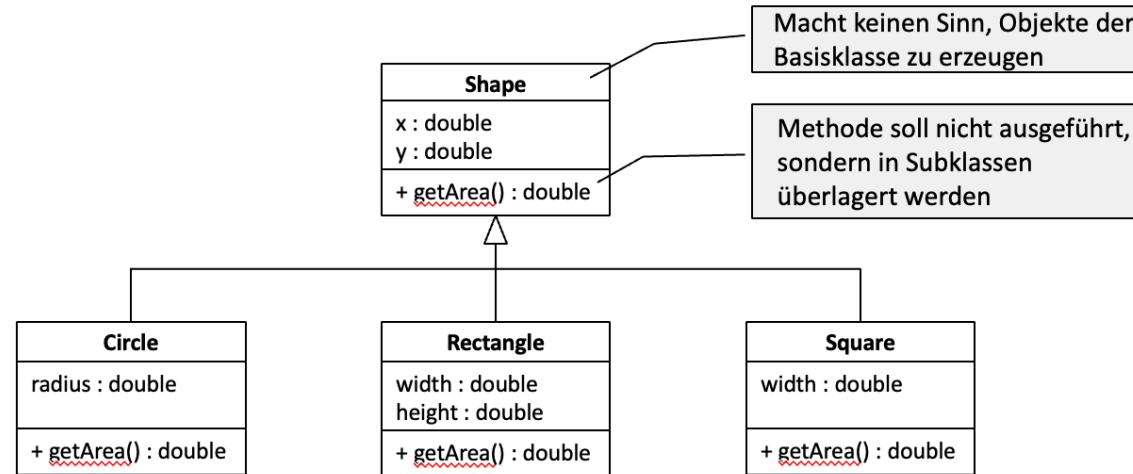 Macht keinen Sinn, Objekte der
Basisklasse zu erzeugen
Shape
x : double
y : double
+ getArea() : double
Methode soll nicht ausgeführt,
sondern in Subklassen
überlagert werden
Circle
radius : double
+ getArea() : double
Rectangle
width : double
height : double
+ getArea() : double
Square
width : double
+ getArea() : double